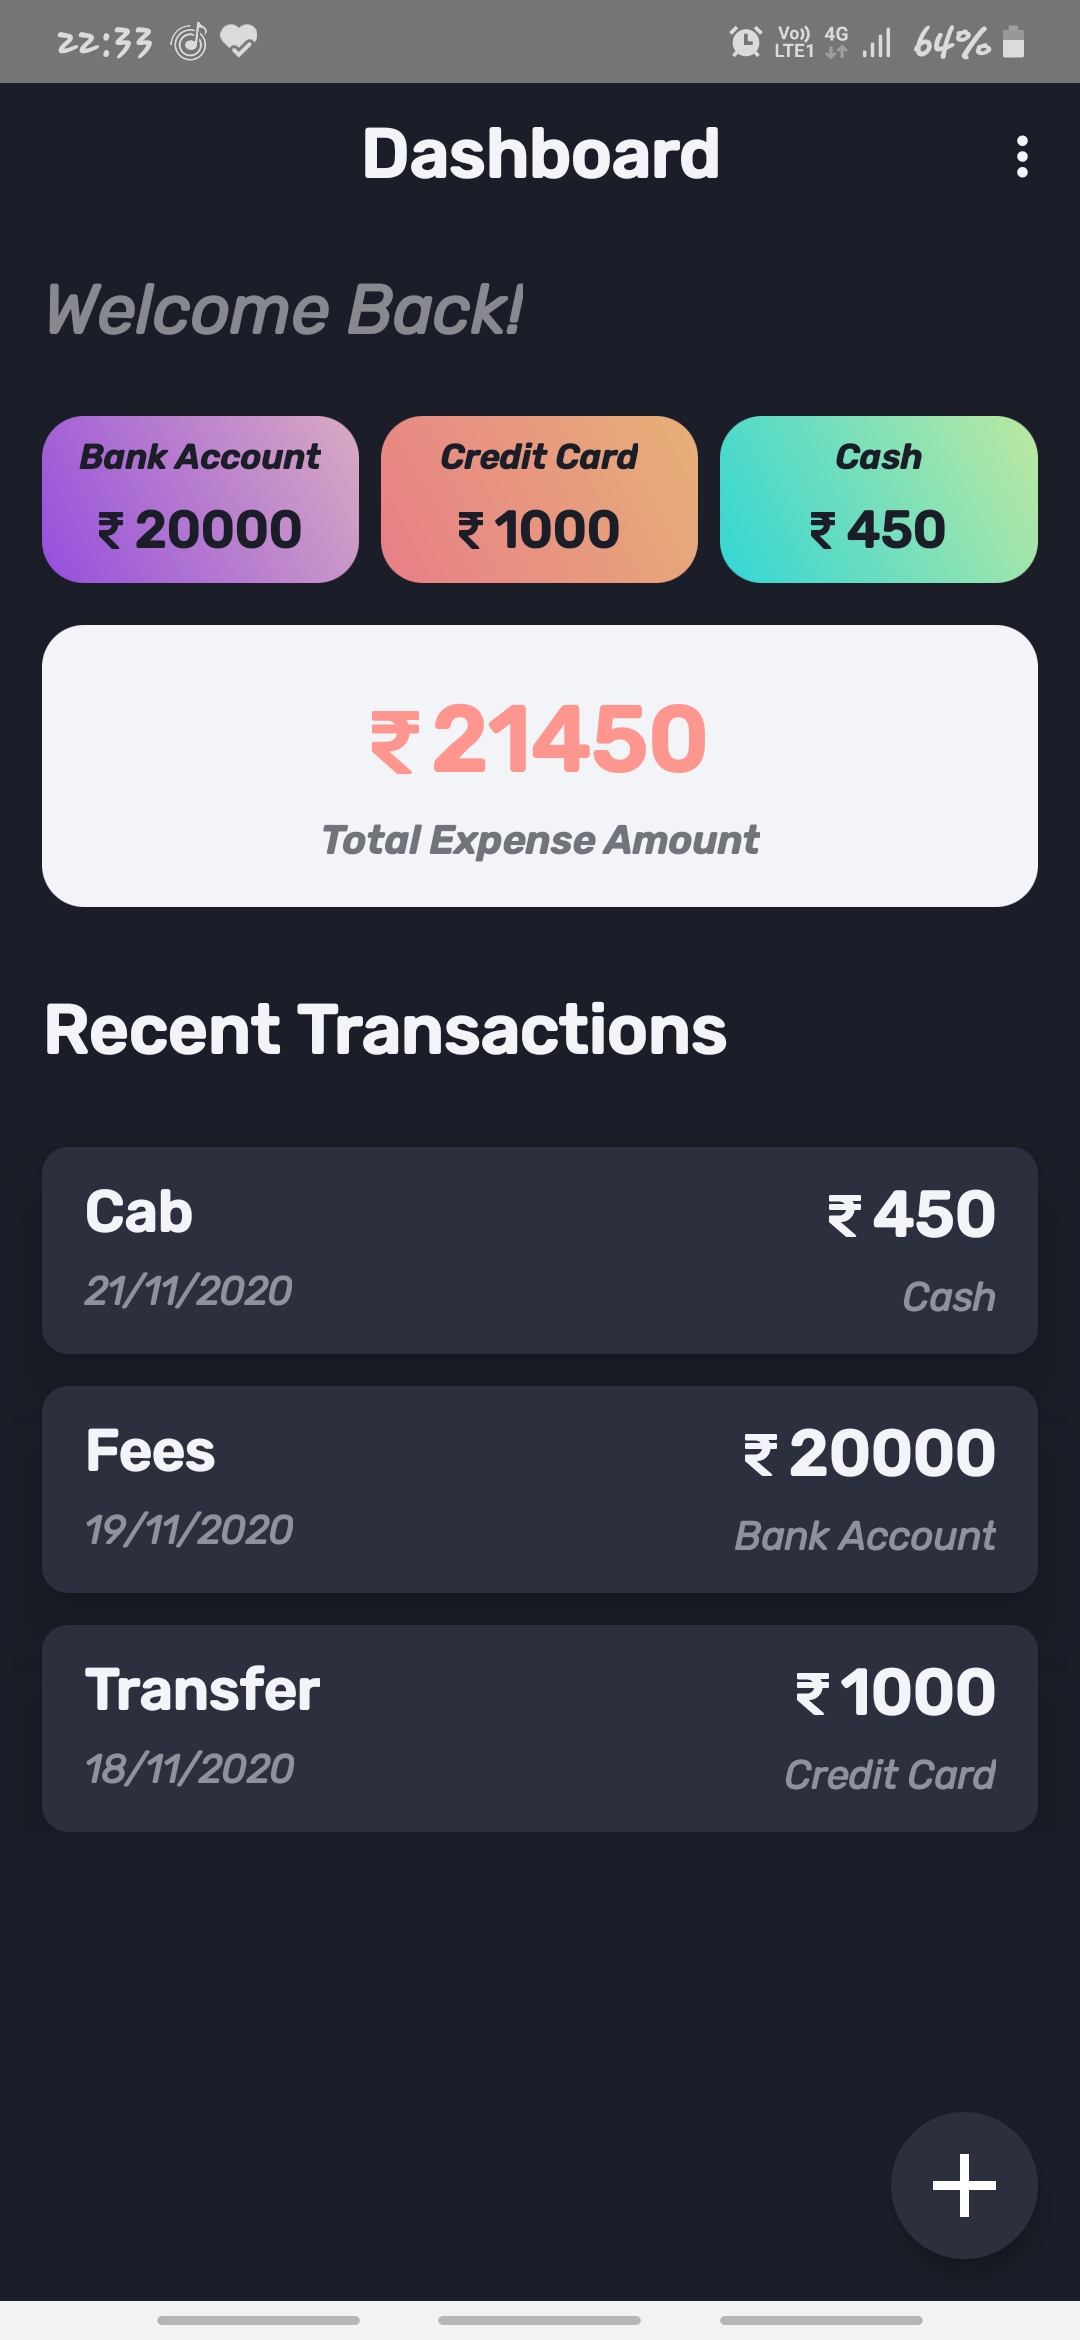 22:33 Vo)) LTE1 4G 64%
Dashboard
Welcome Back!
Bank Account Credit Card Cash
₹ 20000 ₹ 1000 ₹ 450
₹ 21450
Total Expense Amount
Recent Transactions
Cab ₹ 450
21/11/2020 Cash
Fees ₹ 20000
19/11/2020 Bank Account
Transfer ₹ 1000
18/11/2020 Credit Card